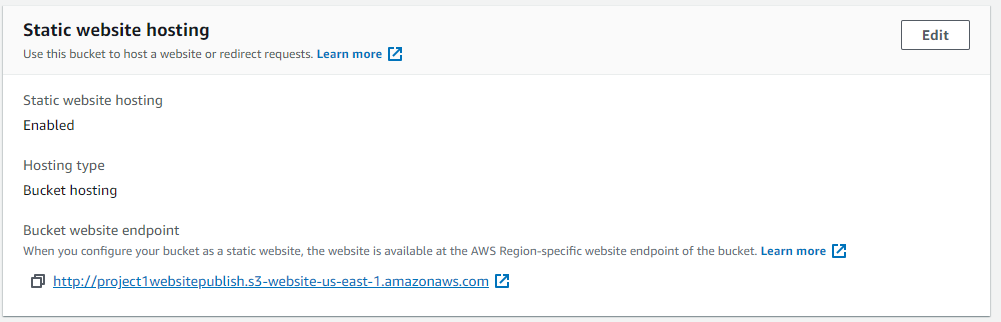 Static website hosting
Edit
Use this bucket to host a website or redirect requests. Learn more
Static website hosting
Enabled
Hosting type
Bucket hosting
Bucket website endpoint
When you configure your bucket as a static website, the website is available at the AWS Region-specific website endpoint of the bucket. Learn more
http://project1websitepublish.s3-website-us-east-1.amazonaws.com